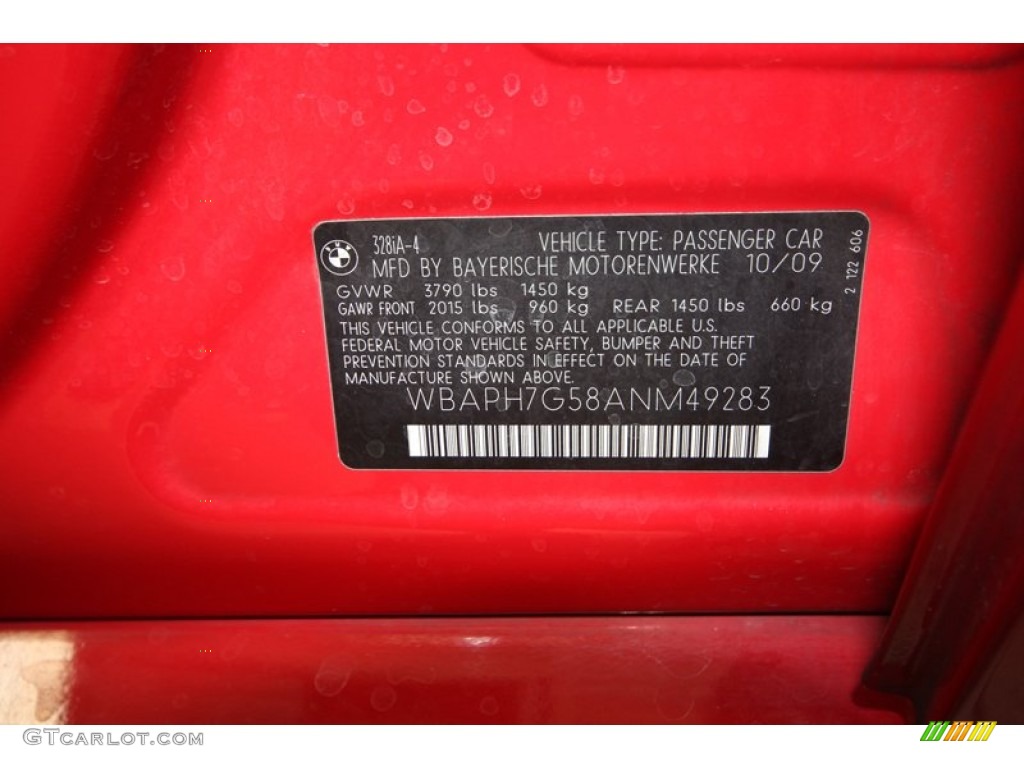 328iA-4 VEHICLE TYPE: PASSENGER CAR
MFD BY BAYERISCHE MOTORENWERKE 10/09
GVWR 3790 lbs 1450 kg
GAWR FRONT 2015 lbs 960 kg REAR 1450 lbs 660 kg
THIS VEHICLE CONFORMS TO ALL APPLICABLE U.S.
FEDERAL MOTOR VEHICLE SAFETY, BUMPER AND THEFT
PREVENTION STANDARDS IN EFFECT ON THE DATE OF
MANUFACTURE SHOWN ABOVE.
WBAPH7G58ANM49283
2 122 606
BMW
GTCarlot.com